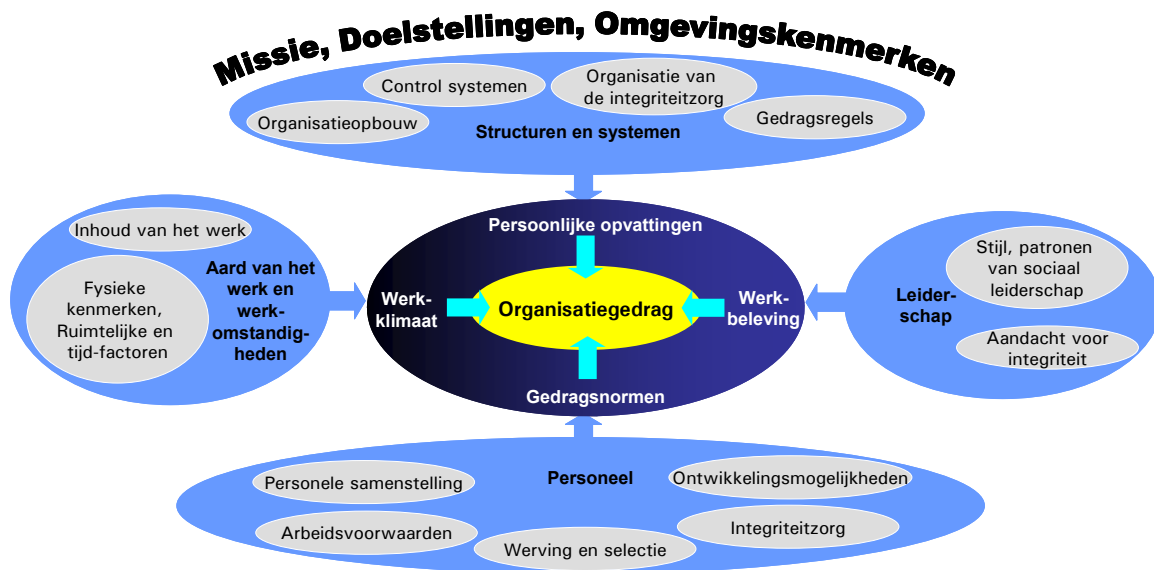 Missie, Doelstellingen, Omgevingskenmerken
Control systemen
Organisatie van
de integriteitzorg
Organisatieopbouw
Gedragsregels
Structuren en systemen
Inhoud van het werk
Fysieke
kenmerken,
Ruimtelijke en
tijd-factoren
Aard van het
werk en
werk-
omstandig-
heden
Persoonlijke opvattingen
Werk-
klimaat
Organisatiegedrag
Werk-
beleving
Gedragsnormen
Leider-
schap
Stijl, patronen
van sociaal
leiderschap
Aandacht voor
integriteit
Personeel
Personele samenstelling
Ontwikkelingsmogelijkheden
Arbeidsvoorwaarden
Werving en selectie
Integriteitzorg